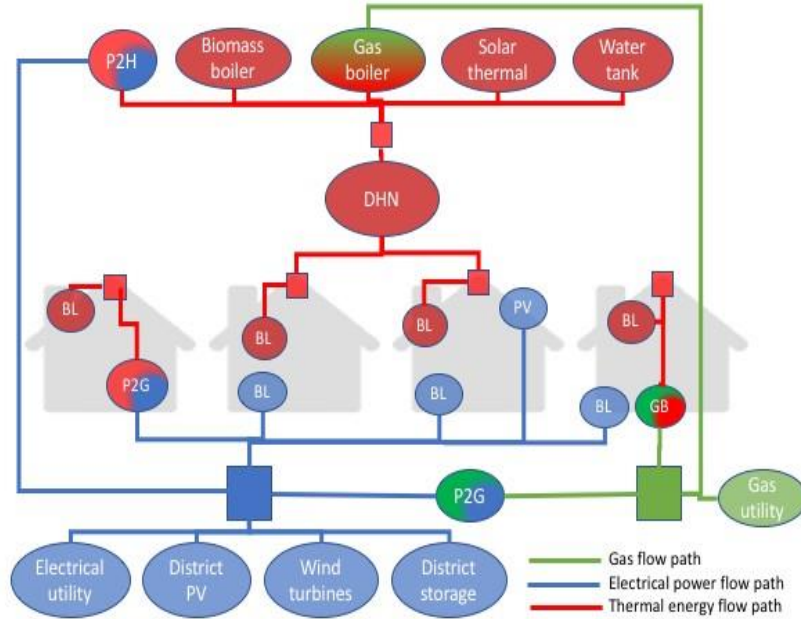 P2H
Biomass
boiler
Gas
boiler
Solar
thermal
Water
tank
DHN
BL
BL
BL
PV
BL
P2G
BL
BL
BL
GB
P2G
Gas
utility
Electrical
utility
District
PV
Wind
turbines
District
storage
Gas flow path
Electrical power flow path
Thermal energy flow path